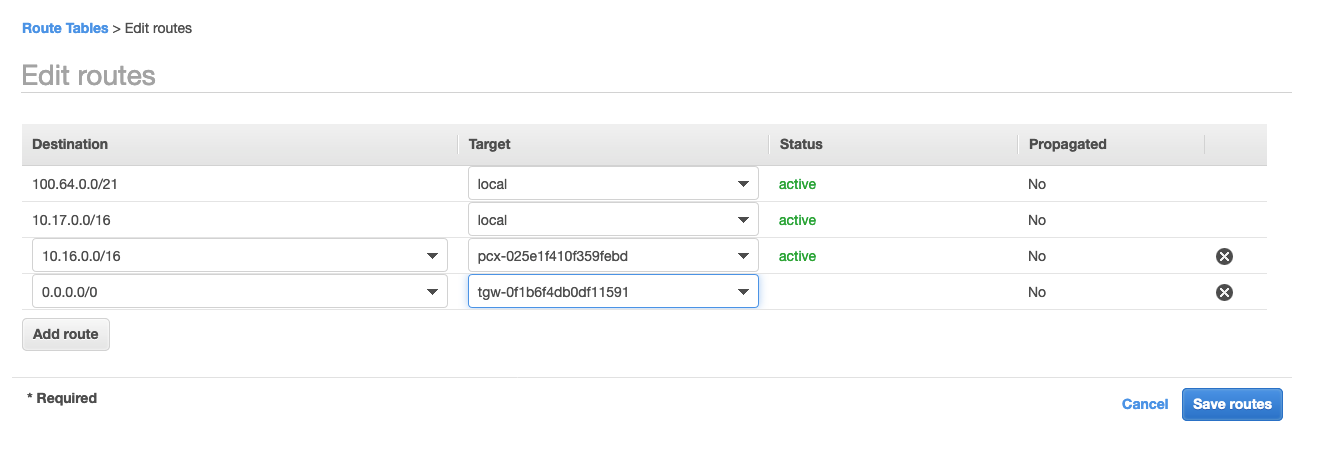 Route Tables > Edit routes
Edit routes
Destination Target Status Propagated
100.64.0.0/21 local active No
10.17.0.0/16 local active No
10.16.0.0/16 pcx-025e1f410f359febd active No
0.0.0.0/0 tgw-0f1b6f4db0df11591 No
Add route
* Required
Cancel Save routes